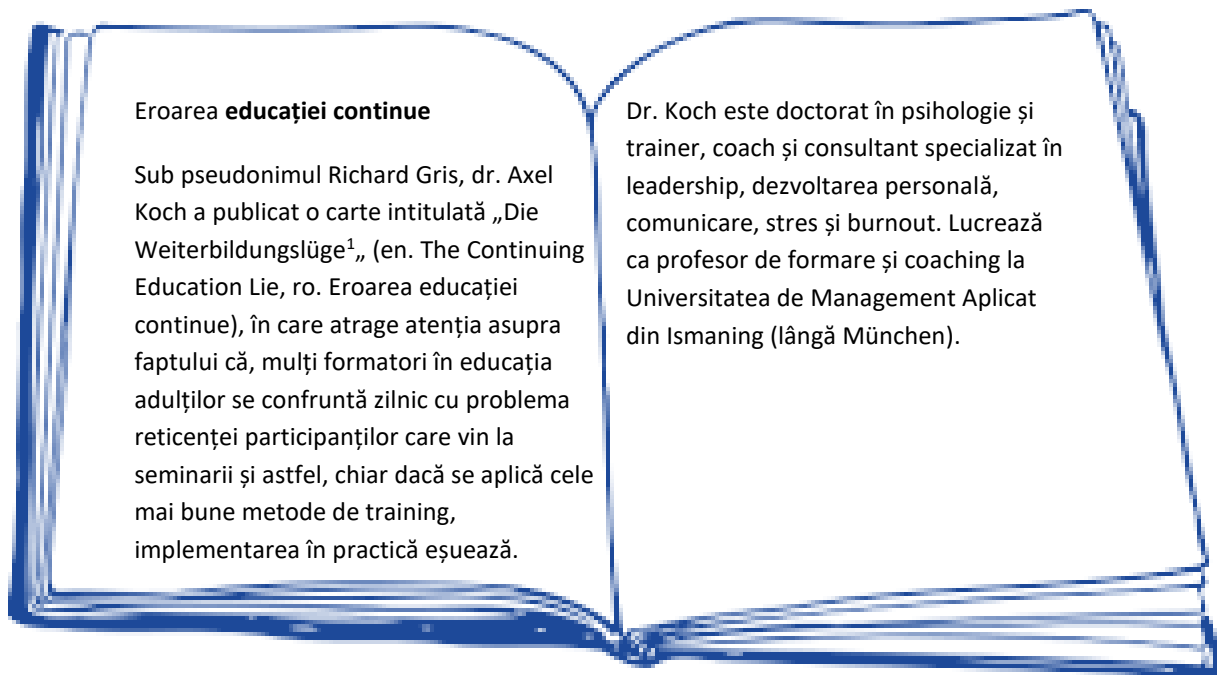 Eroarea educației continue
Sub pseudonimul Richard Gris, dr. Axel
Koch a publicat o carte intitulată „Die
Weiterbildungslüge¹„ (en. The Continuing
Education Lie, ro. Eroarea educației
continue), în care atrage atenția asupra
faptului că, mulți formatori în educația
adulților se confruntă zilnic cu problema
reticenței participanților care vin la
seminarii și astfel, chiar dacă se aplică cele
mai bune metode de training,
implementarea în practică eșuează.
Dr. Koch este doctorat în psihologie și
trainer, coach și consultant specializat în
leadership, dezvoltarea personală,
comunicare, stres și burnout. Lucrează
ca profesor de formare și coaching la
Universitatea de Management Aplicat
din Ismaning (lângă München).